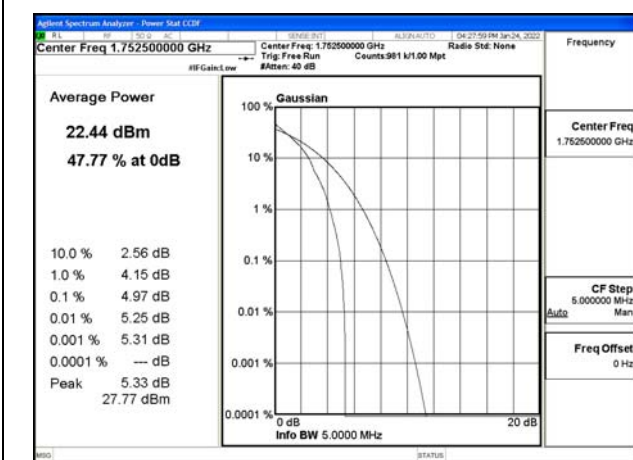 Agilent Spectrum Analyzer - Power Stat CCDF
RL RF 50 Ω AC SENSE:INT ALIGNAUTO 04:27:59 PM Jan 24, 2022
Center Freq 1.752500000 GHz
Center Freq: 1.752500000 GHz Radio Std: None
Trig: Free Run Counts:981 k/1.00 Mpt
#IFGain:Low #Atten: 40 dB
Frequency
Average Power
22.44 dBm
47.77 % at 0dB
10.0 % 2.56 dB
1.0 % 4.15 dB
0.1 % 4.97 dB
0.01 % 5.25 dB
0.001 % 5.31 dB
0.0001 % --- dB
Peak 5.33 dB
27.77 dBm
Gaussian
100 %
10 %
1 %
0.1 %
0.01 %
0.001 %
0.0001 %
0 dB 20 dB
Info BW 5.0000 MHz
Center Freq
1.752500000 GHz
CF Step
5.000000 MHz
Auto Man
Freq Offset
0 Hz
MSG STATUS